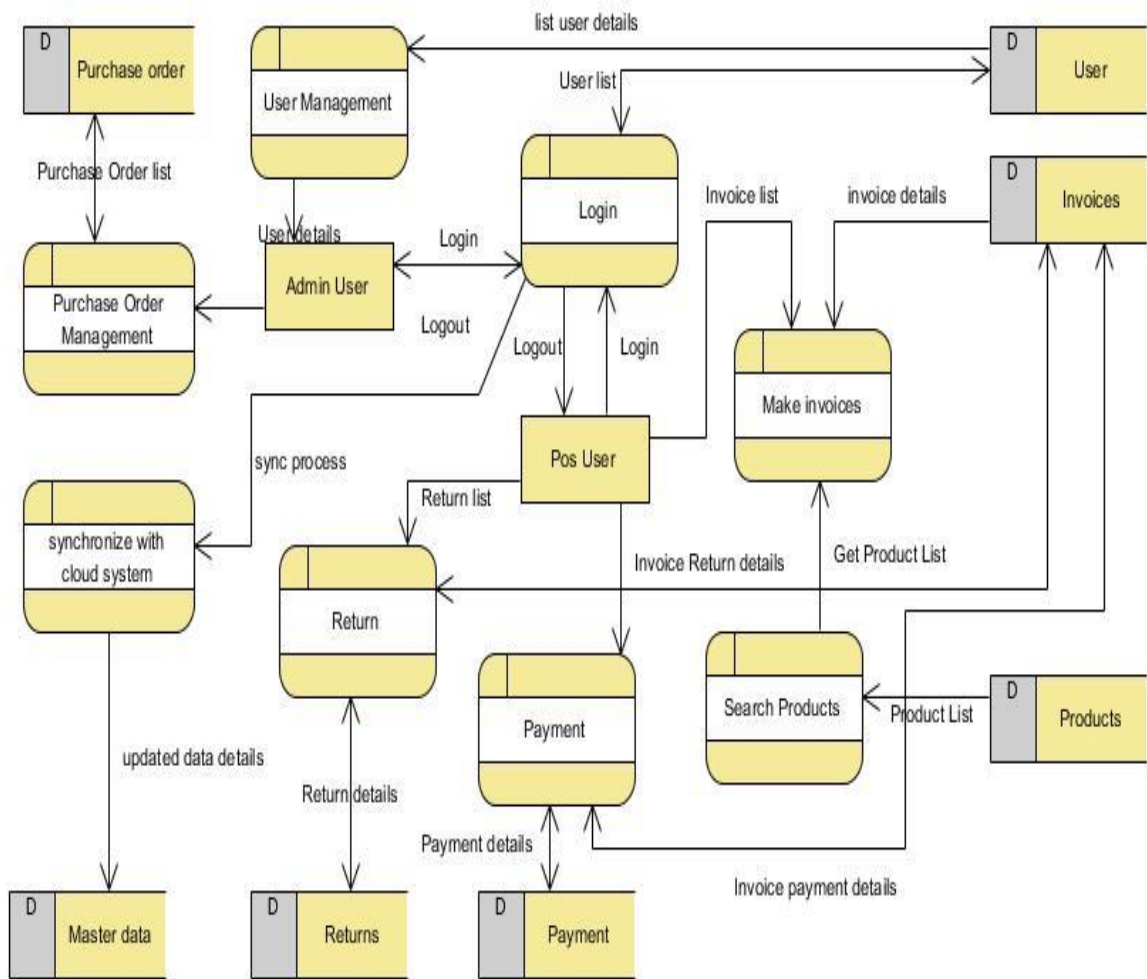 list user details
D
Purchase order
User Management
D
User
User list
Purchase Order list
Login
Invoice list
invoice details
D
Invoices
User details
Login
Admin User
Purchase Order
Management
Logout
Logout
Login
Make invoices
Pos User
sync process
Return list
synchronize with
cloud system
Invoice Return details
Get Product List
Return
Search Products
Product List
D
Products
Payment
updated data details
Return details
Payment details
Invoice payment details
D
Master data
D
Returns
D
Payment